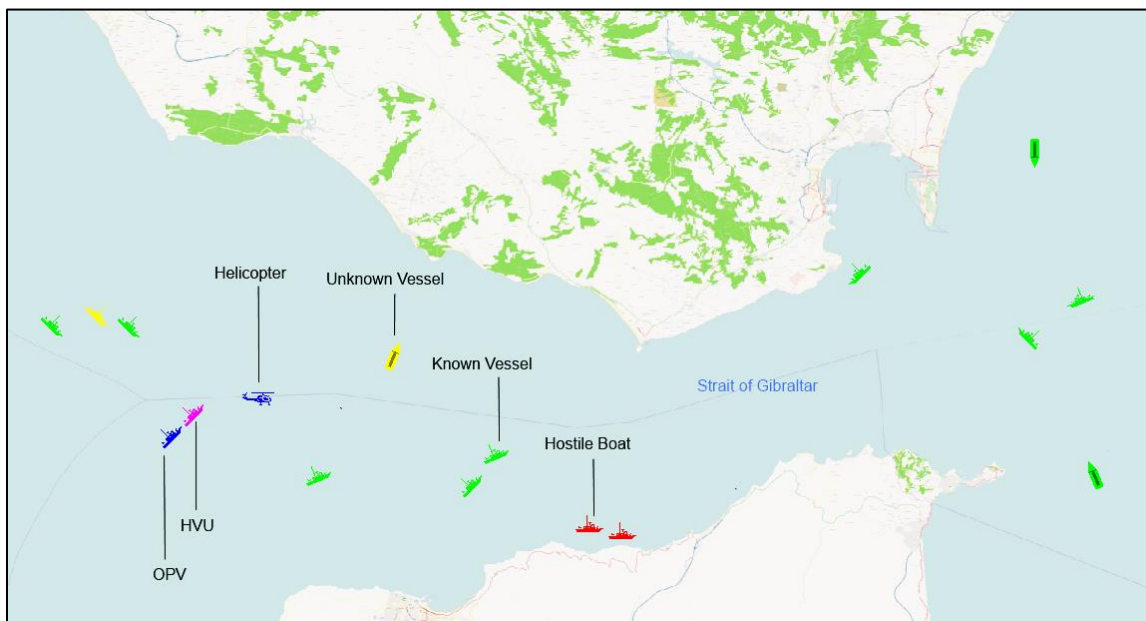 Helicopter
Unknown Vessel
Known Vessel
Strait of Gibraltar
Hostile Boat
HVU
OPV